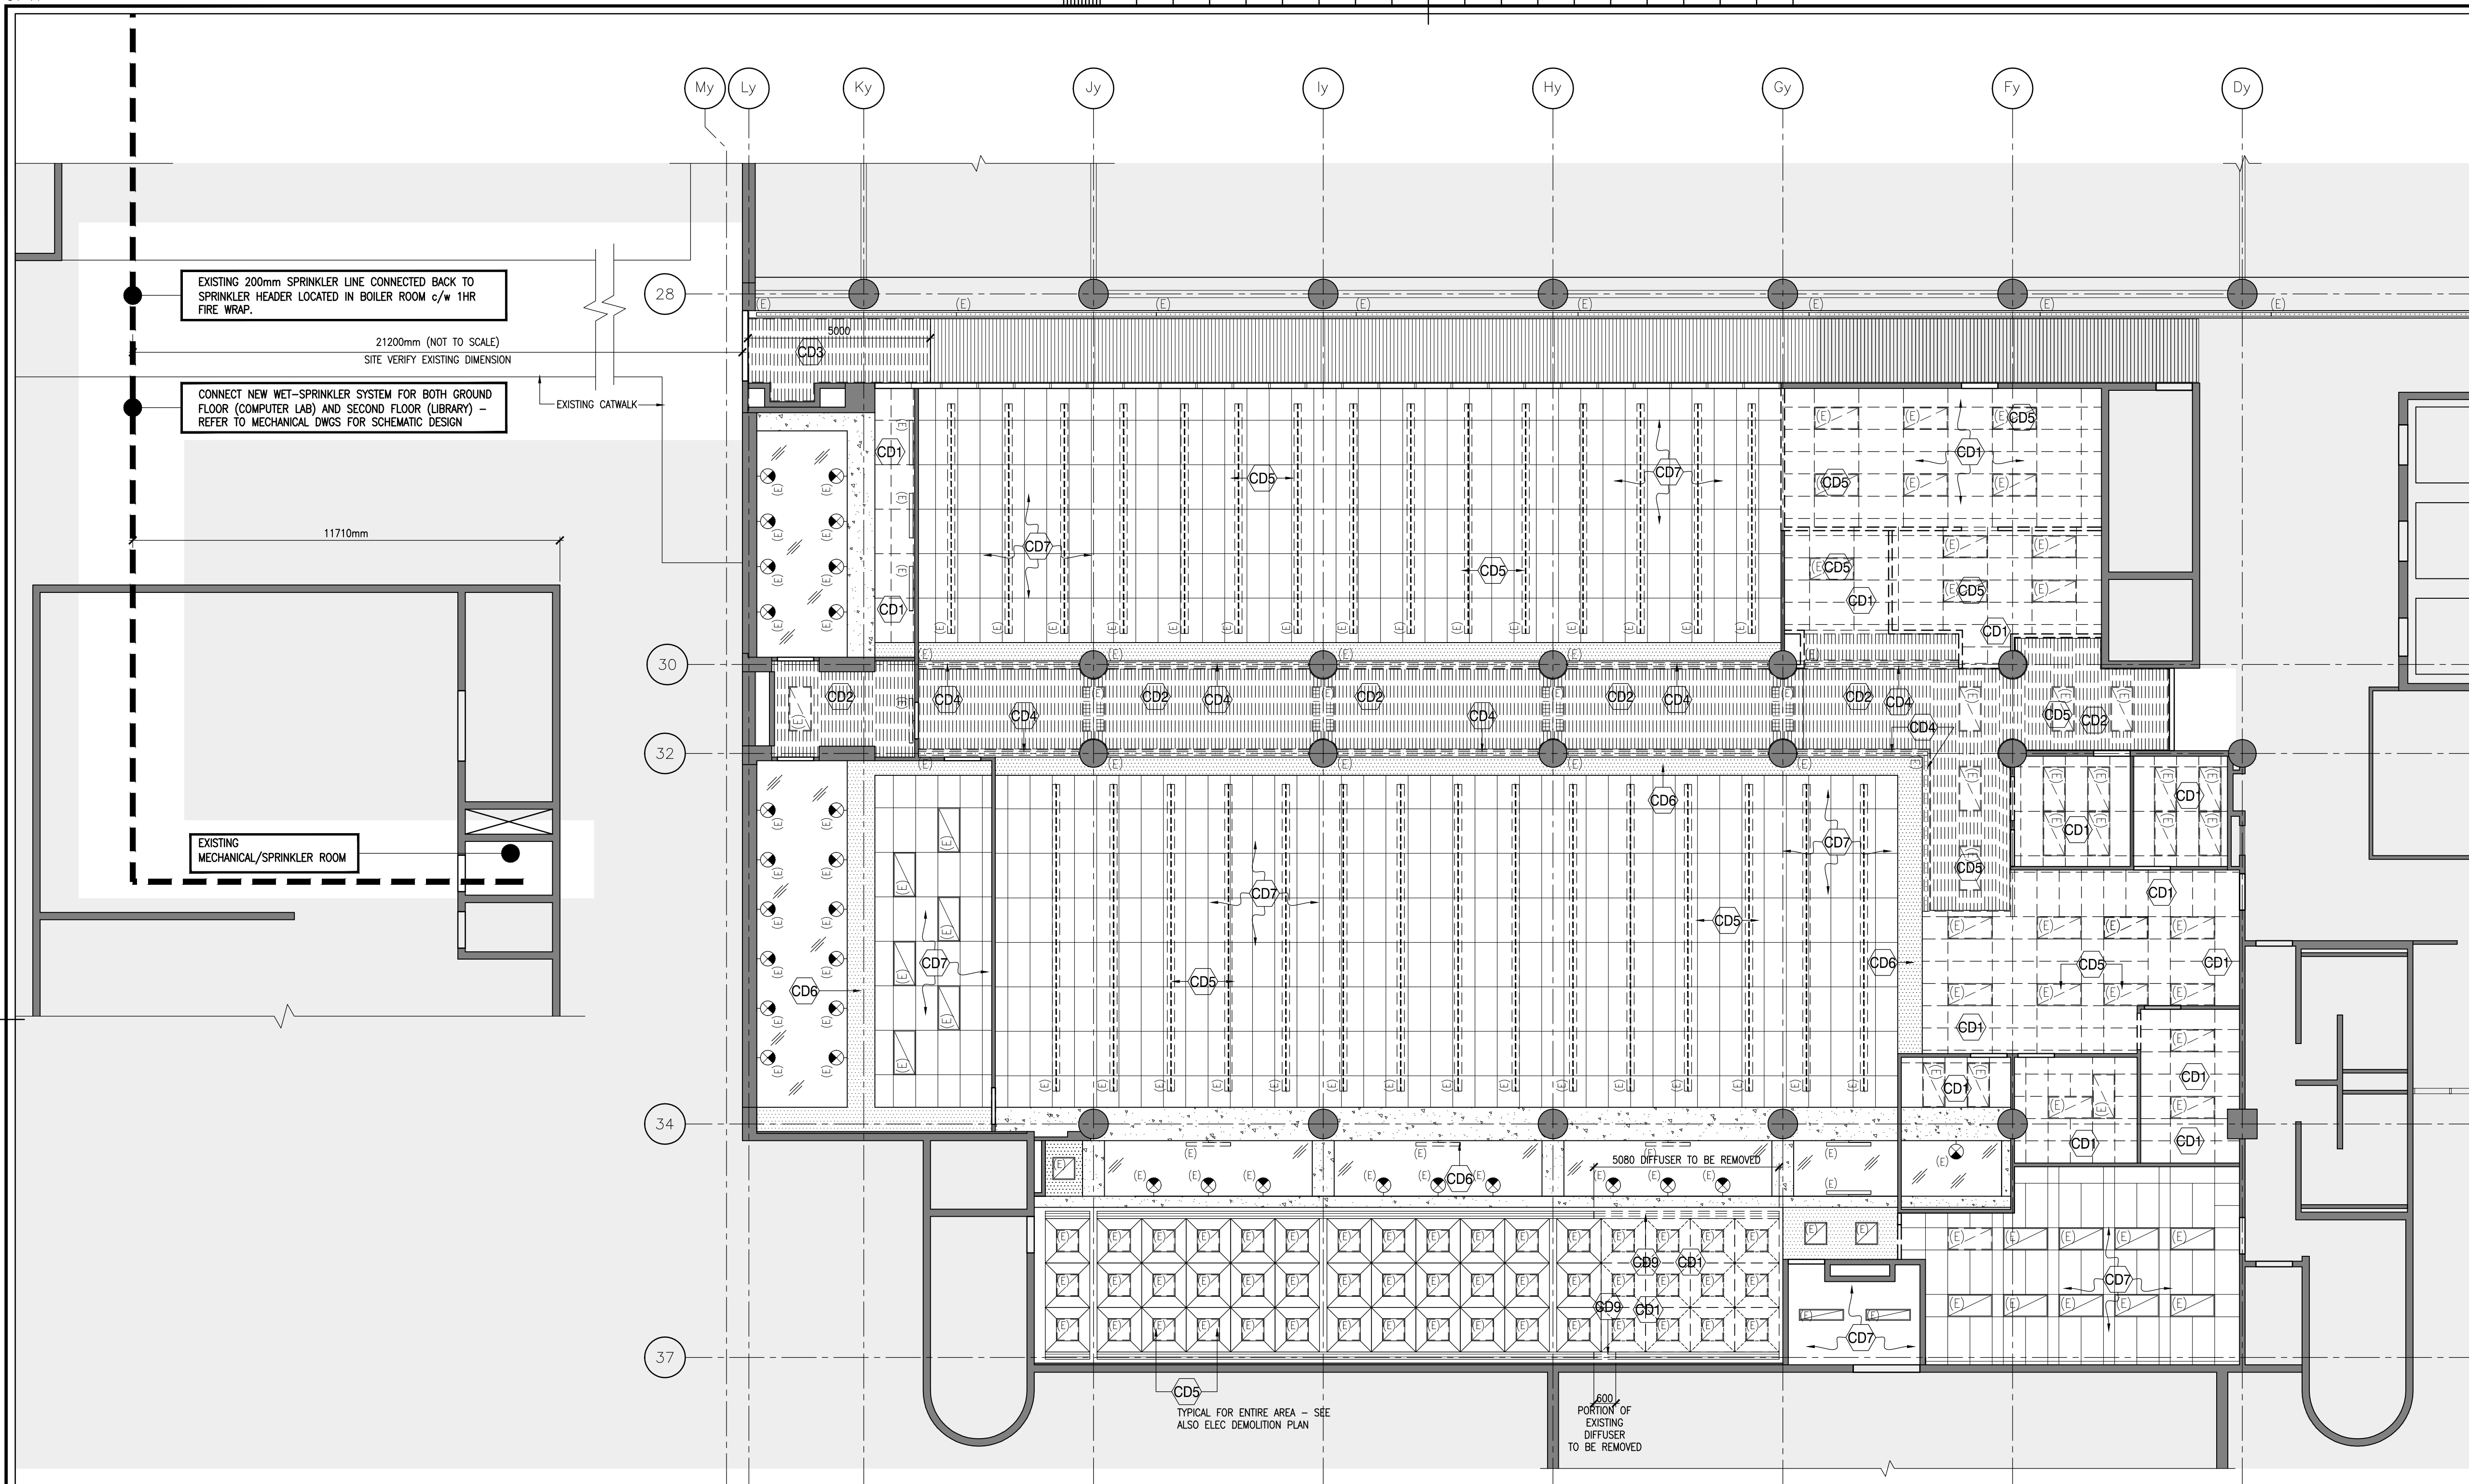 My
Ly
Ky
Jy
Iy
Hy
Gy
Fy
Dy
EXISTING 200mm SPRINKLER LINE CONNECTED BACK TO
SPRINKLER HEADER LOCATED IN BOILER ROOM c/w 1HR
FIRE WRAP.
21200mm (NOT TO SCALE)
SITE VERIFY EXISTING DIMENSION
CONNECT NEW WET-SPRINKLER SYSTEM FOR BOTH GROUND
FLOOR (COMPUTER LAB) AND SECOND FLOOR (LIBRARY) -
REFER TO MECHANICAL DWGS FOR SCHEMATIC DESIGN
EXISTING CATWALK
11710mm
EXISTING
MECHANICAL/SPRINKLER ROOM
28
(E) (E) (E) (E) (E) (E) (E) (E)
5000
CD3
CD5
CD1
CD1
CD7
CD5
CD5
CD7
CD5
CD5
CD5
CD1
CD1
CD1
30
(E) (E) (E) (E) (E)
CD2
CD4
CD2
CD4
CD2
CD2
CD4
CD2
CD4
CD5
CD2
CD4
CD4
CD4
32
(E) (E) (E) (E) (E)
CD6
CD1
CD1
CD7
CD5
CD7
CD1
CD5
CD7
CD6
CD5
CD6
CD5
CD1
CD1
CD1
CD1
CD1
CD1
CD1
34
5080 DIFFUSER TO BE REMOVED
(E) (E) (E) (E)
CD6
CD9
CD1
CD9
CD1
CD7
CD7
37
CD5
TYPICAL FOR ENTIRE AREA - SEE
ALSO ELEC DEMOLITION PLAN
600
PORTION OF
EXISTING
DIFFUSER
TO BE REMOVED